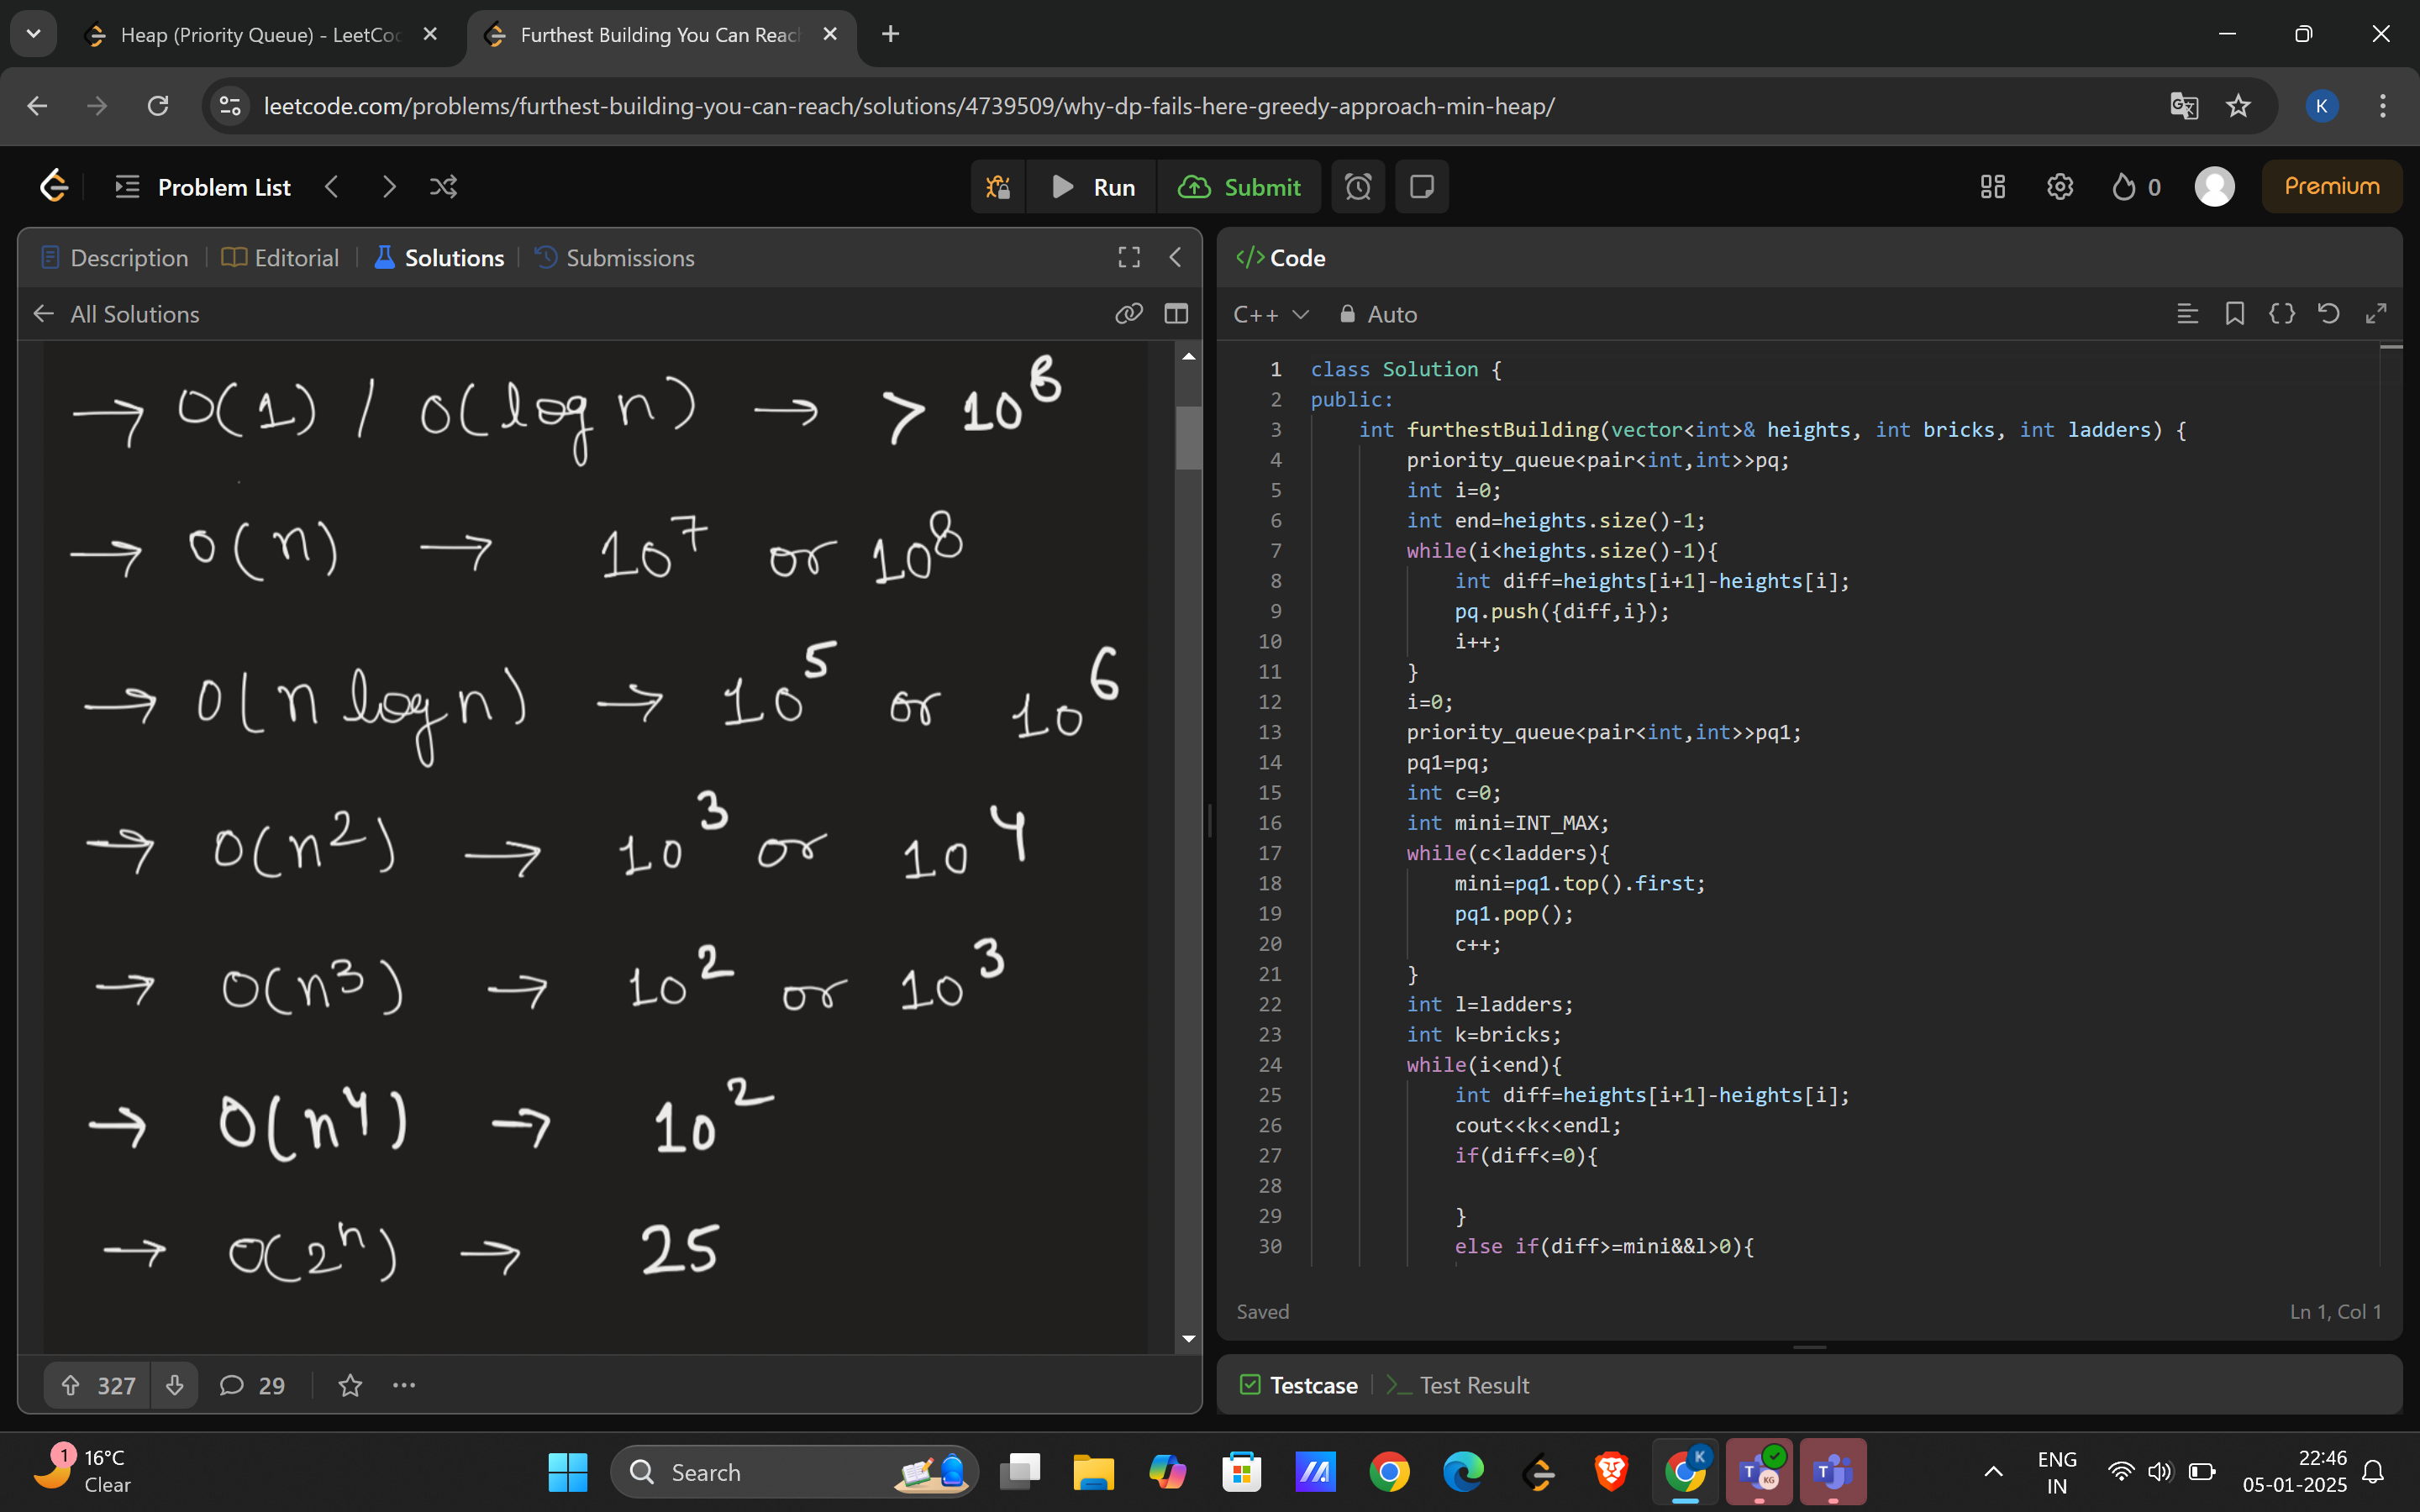 Heap (Priority Queue) - LeetCoc
Furthest Building You Can Reac
leetcode.com/problems/furthest-building-you-can-reach/solutions/4739509/why-dp-fails-here-greedy-approach-min-heap/
K
Problem List
Run
Submit
0
Premium
Description
Editorial
Solutions
Submissions
All Solutions
→ O(1) / O(log n) → > 10^8
→ O(n) → 10^7 or 10^8
→ O(n log n) → 10^5 or 10^6
→ O(n^2) → 10^3 or 10^4
→ O(n^3) → 10^2 or 10^3
→ O(n^4) → 10^2
→ O(2^n) → 25
327
29
</> Code
C++
Auto
1 class Solution {
2 public:
3 int furthestBuilding(vector<int>& heights, int bricks, int ladders) {
4 priority_queue<pair<int,int>>pq;
5 int i=0;
6 int end=heights.size()-1;
7 while(i<heights.size()-1){
8 int diff=heights[i+1]-heights[i];
9 pq.push({diff,i});
10 i++;
11 }
12 i=0;
13 priority_queue<pair<int,int>>pq1;
14 pq1=pq;
15 int c=0;
16 int mini=INT_MAX;
17 while(c<ladders){
18 mini=pq1.top().first;
19 pq1.pop();
20 c++;
21 }
22 int l=ladders;
23 int k=bricks;
24 while(i<end){
25 int diff=heights[i+1]-heights[i];
26 cout<<k<<endl;
27 if(diff<=0){
28
29 }
30 else if(diff>=mini&&l>0){
Saved
Ln 1, Col 1
Testcase
Test Result
1
16°C
Clear
Search
K
T
KG
T
ENG
IN
22:46
05-01-2025